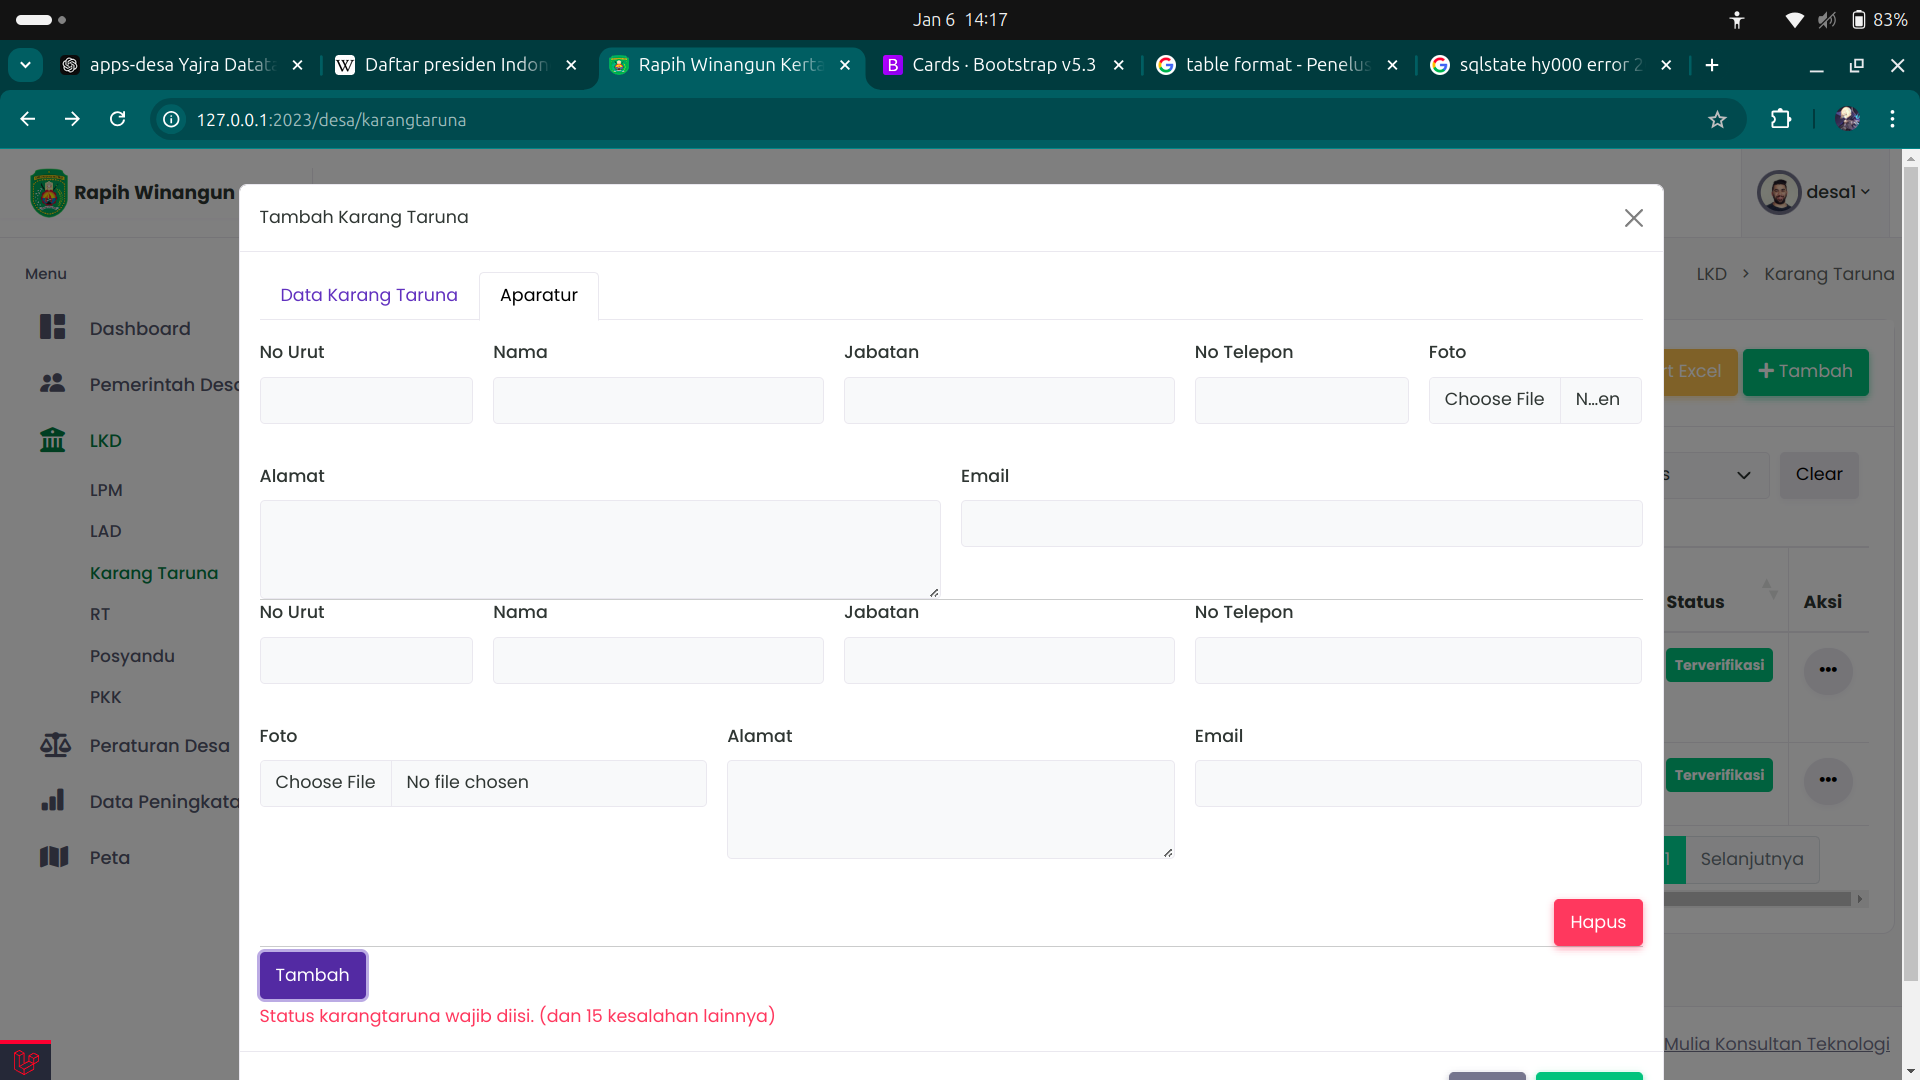 Jan 6 14:17
83%
apps-desa Yajra Datata
Daftar presiden Indon
Rapih Winangun Kerta
B Cards · Bootstrap v5.3
table format - Penelus
sqlstate hy000 error 2
127.0.0.1:2023/desa/karangtaruna
Rapih Winangun
desa1
Tambah Karang Taruna
Menu
LKD > Karang Taruna
Data Karang Taruna
Aparatur
Dashboard
Pemerintah Desa
LKD
LPM
LAD
Karang Taruna
RT
Posyandu
PKK
Peraturan Desa
Data Peningkata
Peta
No Urut Nama Jabatan No Telepon Foto
Choose File N...en
rt Excel + Tambah
Alamat Email
s Clear
No Urut Nama Jabatan No Telepon
Status Aksi
Terverifikasi •••
Foto Alamat Email
Choose File No file chosen
Terverifikasi •••
1 Selanjutnya
Hapus
Tambah
Status karangtaruna wajib diisi. (dan 15 kesalahan lainnya)
Mulia Konsultan Teknologi